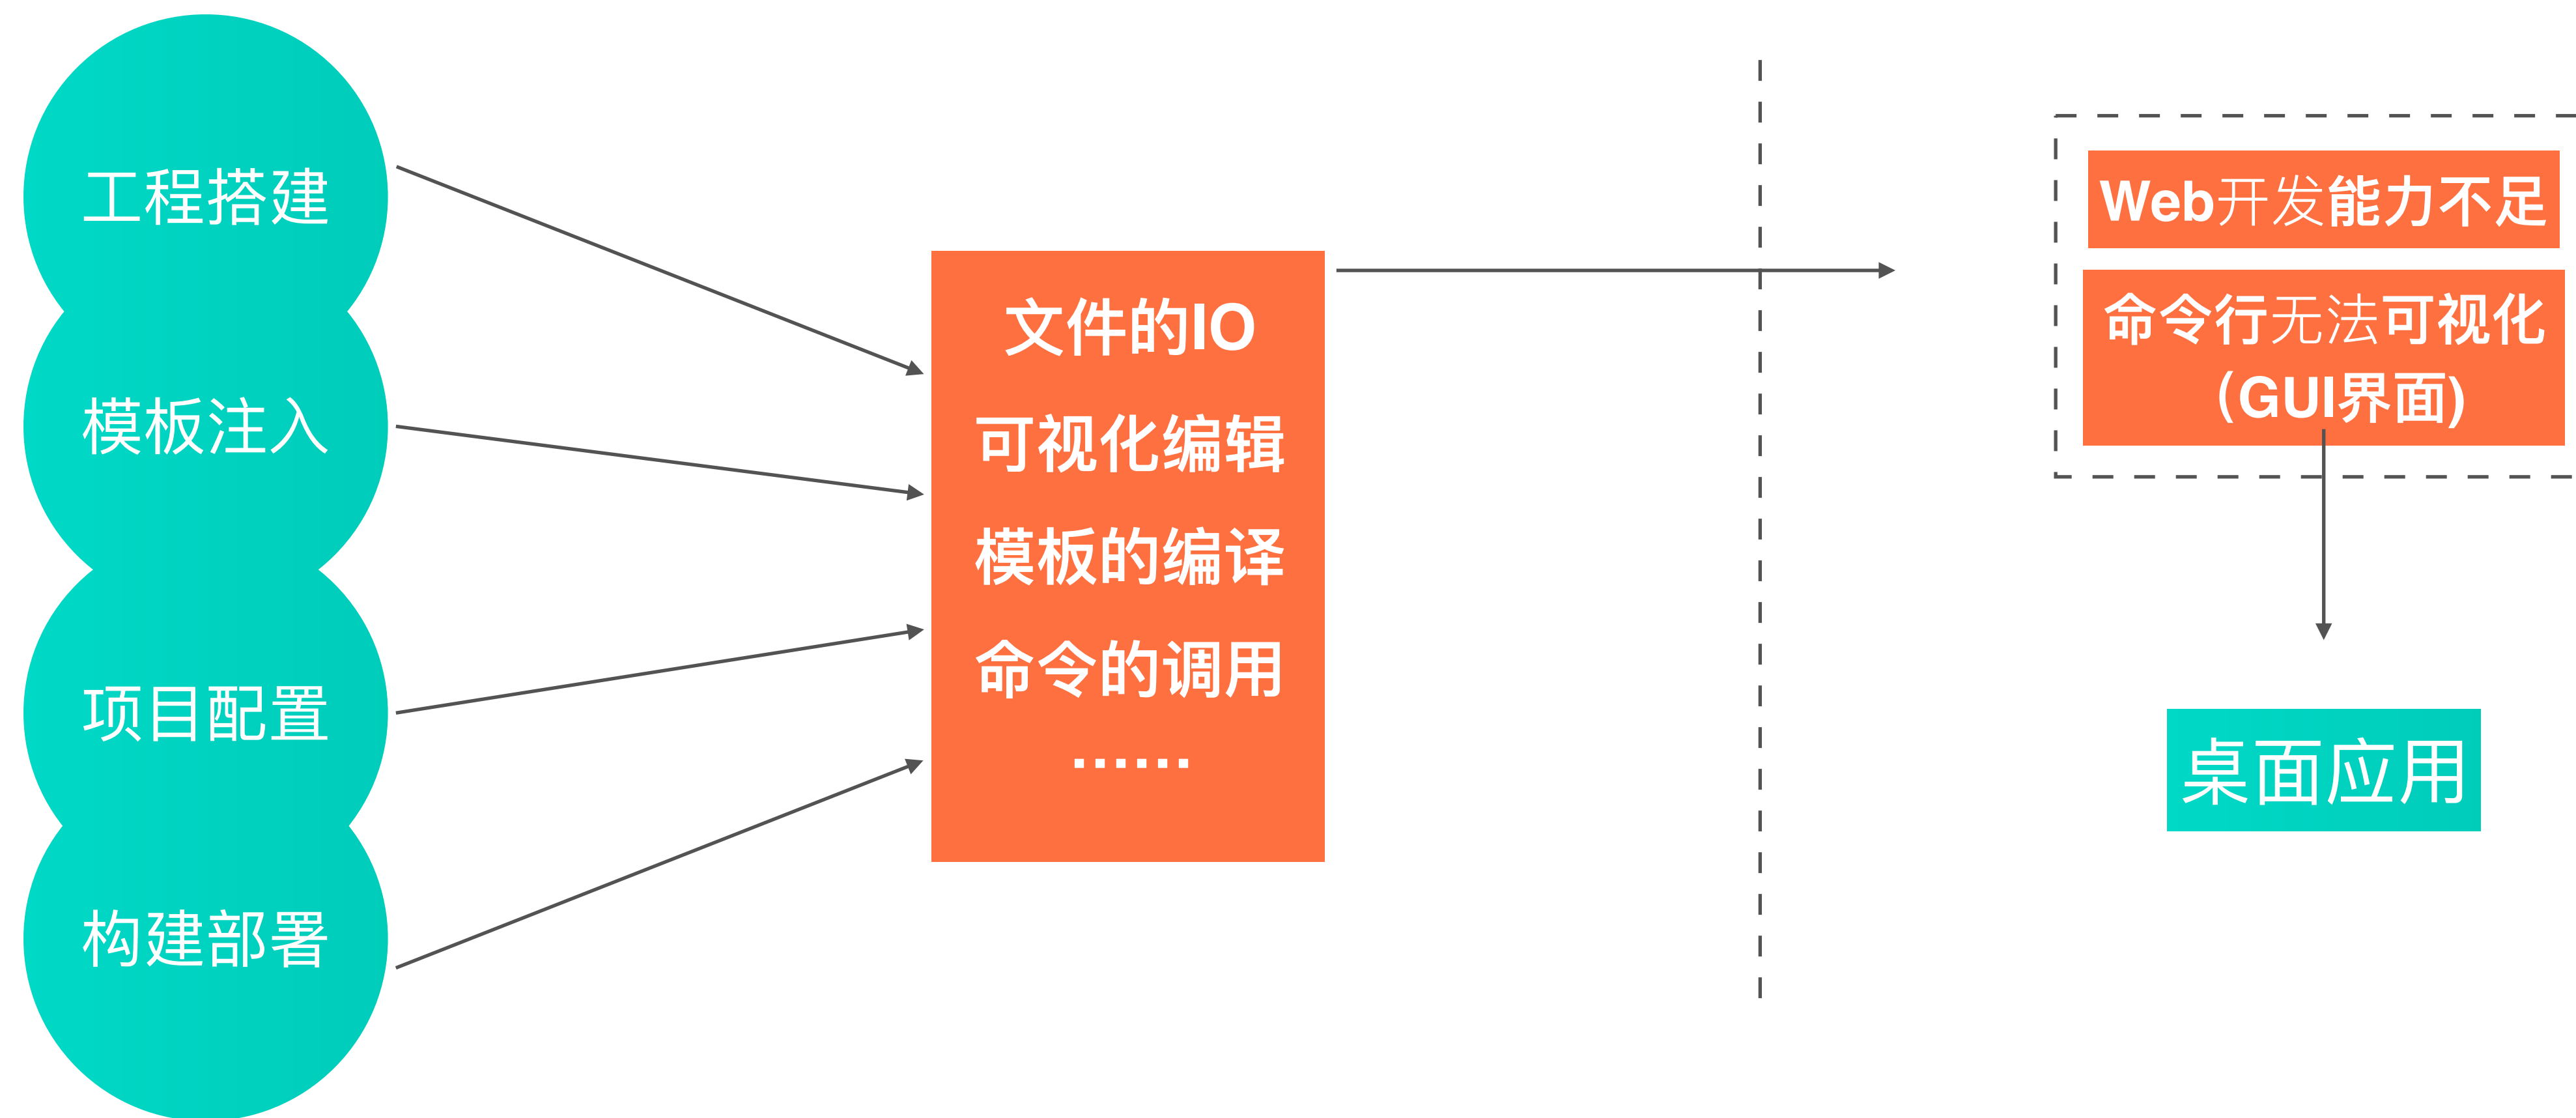 工程搭建
模板注入
项目配置
构建部署
文件的IO
可视化编辑
模板的编译
命令的调用
......
Web开发能力不足
命令行无法可视化
（GUI界面)
桌面应用